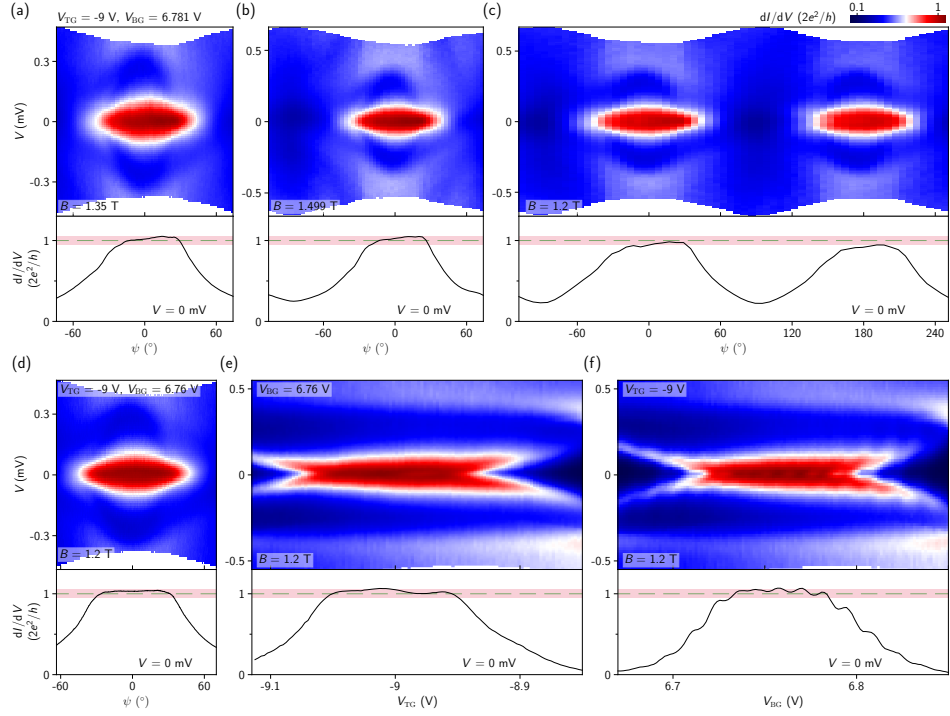 (a)
V_TG = -9 V, V_BG = 6.781 V
(b)
(c)
dI/dV (2e²/h)
0.1
1
V (mV)
0.3
0
-0.3
B = 1.35 T
0.5
0
-0.5
B = 1.499 T
B = 1.2 T
dI/dV
(2e²/h)
1
0
V = 0 mV
-60 0 60
ψ (°)
1
0
V = 0 mV
-60 0 60
ψ (°)
1
0
V = 0 mV
-60 0 60 120 180 240
ψ (°)
(d)
V_TG = -9 V, V_BG = 6.76 V
V (mV)
0.3
0
-0.3
B = 1.2 T
(e)
V_BG = 6.76 V
0.5
0
-0.5
B = 1.2 T
(f)
V_TG = -9 V
0.5
0
-0.5
B = 1.2 T
dI/dV
(2e²/h)
1
0
V = 0 mV
-60 0 60
ψ (°)
1
0
V = 0 mV
-9.1 -9 -8.9
V_TG (V)
1
0
V = 0 mV
6.7 6.8
V_BG (V)